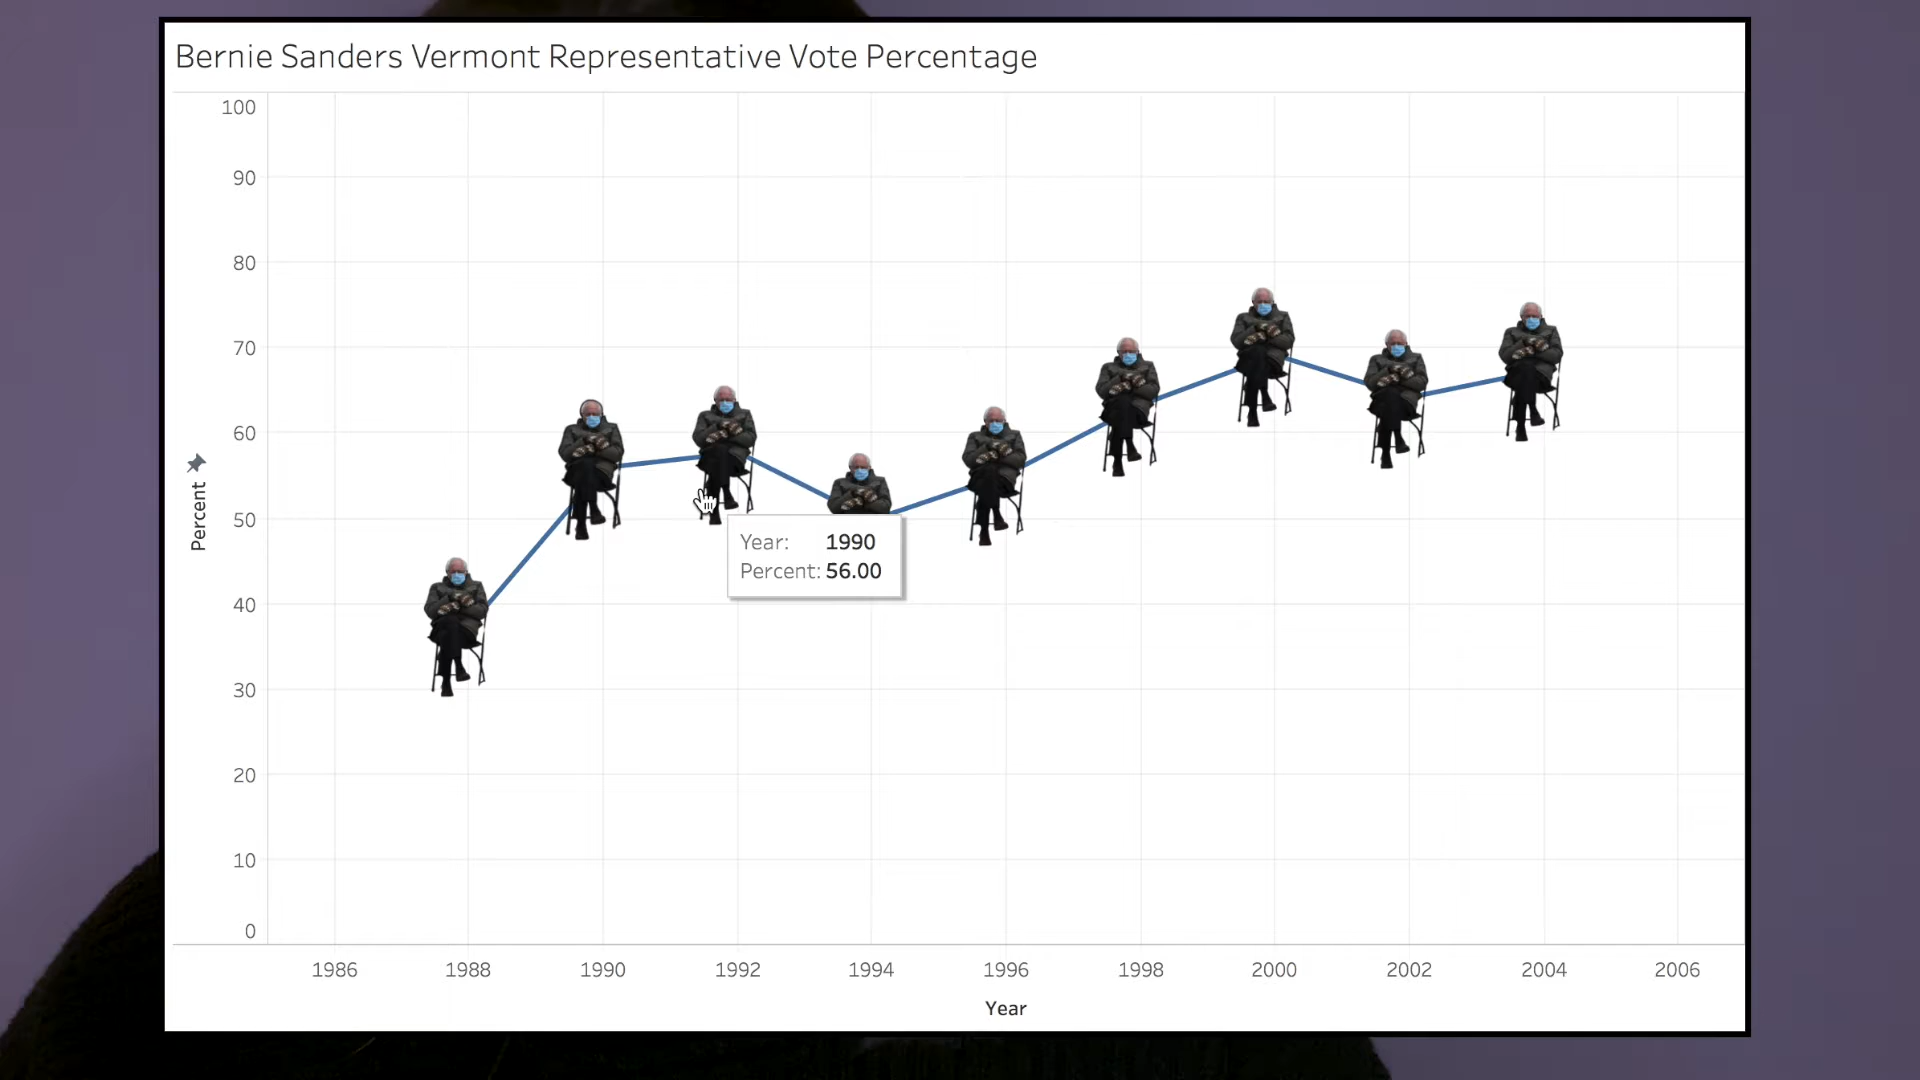 Bernie Sanders Vermont Representative Vote Percentage
100
90
80
70
60
50
40
30
20
10
0
Percent
Year: 1990
Percent: 56.00
1986 1988 1990 1992 1994 1996 1998 2000 2002 2004 2006
Year